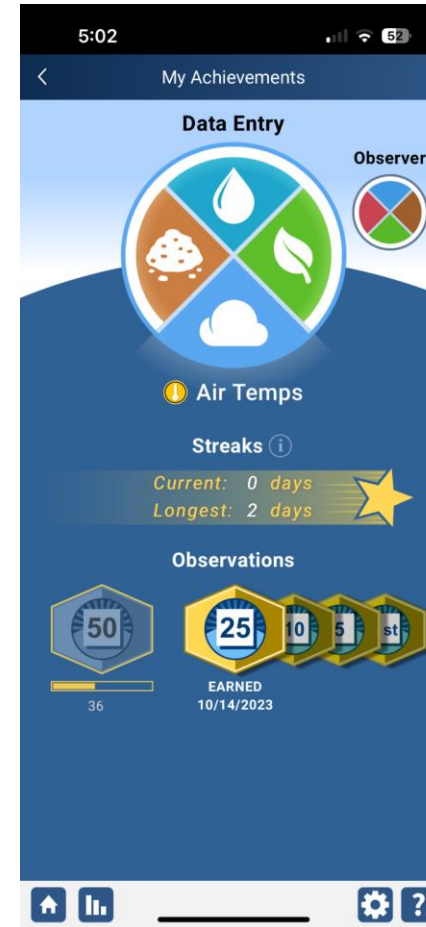 5:02
52
My Achievements
Data Entry
Observer
Air Temps
Streaks i
Current: 0 days
Longest: 2 days
Observations
50
25
10
5
st
36
EARNED
10/14/2023
?